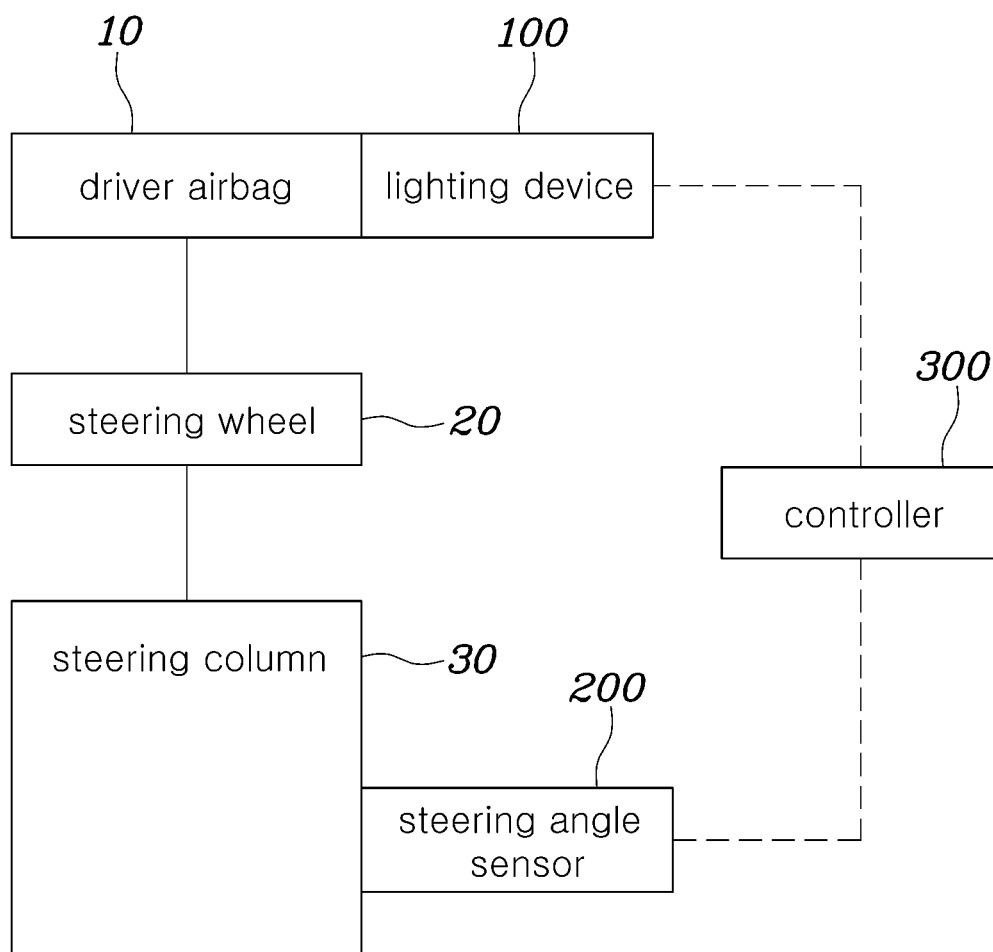 10
100
driver airbag
lighting device
300
steering wheel
20
controller
steering column
30
200
steering angle
sensor